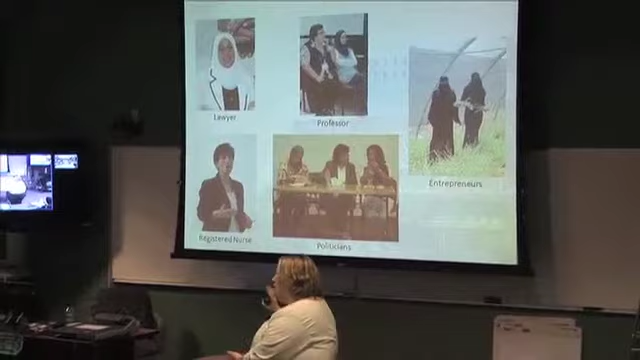 Lawyer
Professor
Entrepreneurs
Registered Nurse
Politicians